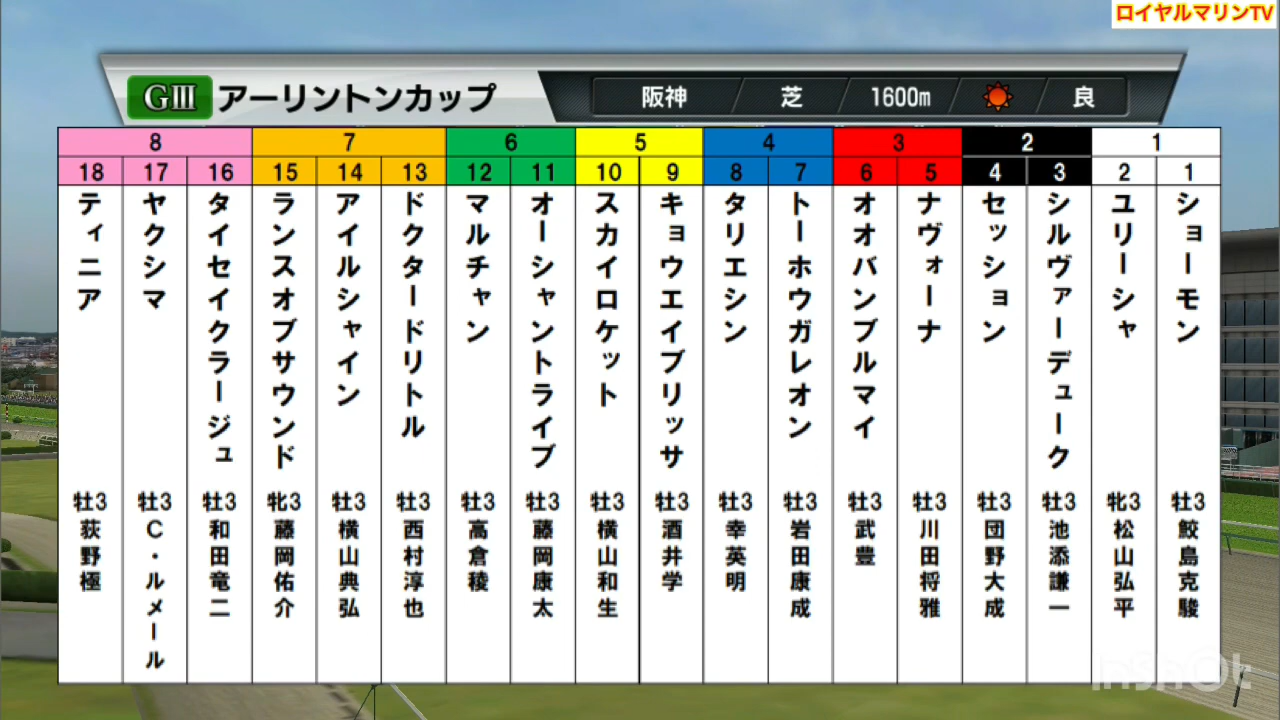 ロイヤルマリンTV
GIII アーリントンカップ 阪神 芝 1600m 良
8 7 6 5 4 3 2 1
18 17 16 15 14 13 12 11 10 9 8 7 6 5 4 3 2 1
ショーモン 牡3 鮫島克駿
ユリーシャ 牝3 松山弘平
シルヴァーデューク 牡3 池添謙一
セッション 牡3 団野大成
ナヴォーナ 牡3 川田将雅
オオバンブルマイ 牡3 武豊
トーホウガレオン 牡3 岩田康成
タリエシン 牡3 幸英明
キョウエイブリッサ 牡3 酒井学
スカイロケット 牡3 横山和生
オーシャントライブ 牡3 藤岡康太
マルチャン 牡3 高倉稜
ドクタードリトル 牡3 西村淳也
アイルシャイン 牡3 横山典弘
ランスオブサウンド 牝3 藤岡佑介
タイセイクラージュ 牡3 和田竜二
ヤクシマ 牡3 C・ルメール
ティニア 牡3 荻野極
InShOt